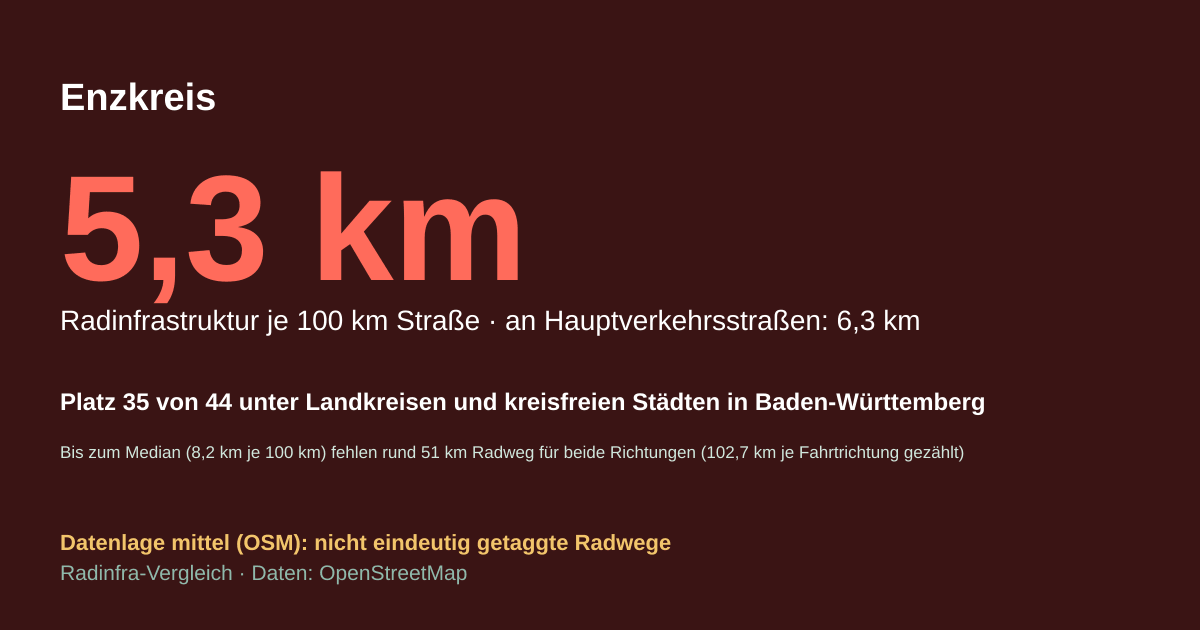 Enzkreis
5,3 km
Radinfrastruktur je 100 km Straße · an Hauptverkehrsstraßen: 6,3 km
Platz 35 von 44 unter Landkreisen und kreisfreien Städten in Baden-Württemberg
Bis zum Median (8,2 km je 100 km) fehlen rund 51 km Radweg für beide Richtungen (102,7 km je Fahrtrichtung gezählt)
Datenlage mittel (OSM): nicht eindeutig getaggte Radwege
Radinfra-Vergleich · Daten: OpenStreetMap